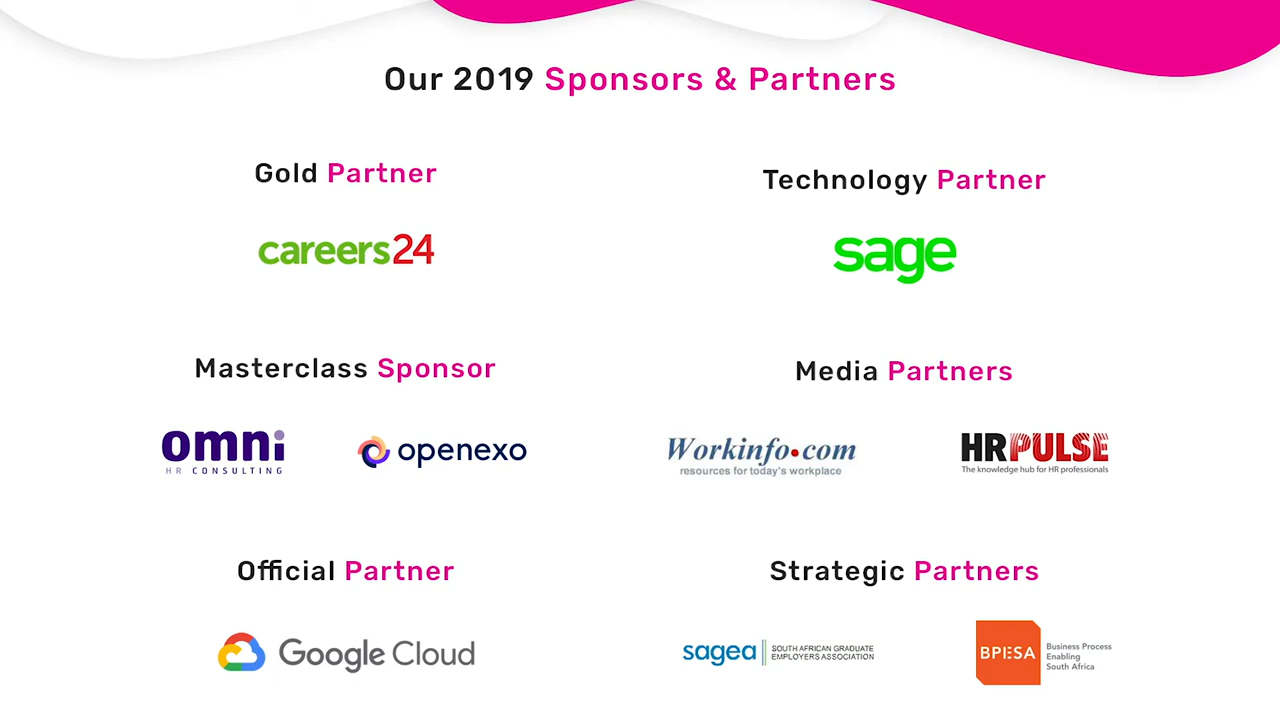 Our 2019 Sponsors & Partners
Gold Partner
Technology Partner
careers24
sage
Masterclass Sponsor
Media Partners
omni
HR CONSULTING
openexo
Workinfo.com
resources for today's workplace
HRPULSE
The knowledge hub for HR professionals
Official Partner
Strategic Partners
Google Cloud
sagea
SOUTH AFRICAN GRADUATE
EMPLOYERS ASSOCIATION
BPESA
Business Process
Enabling
South Africa